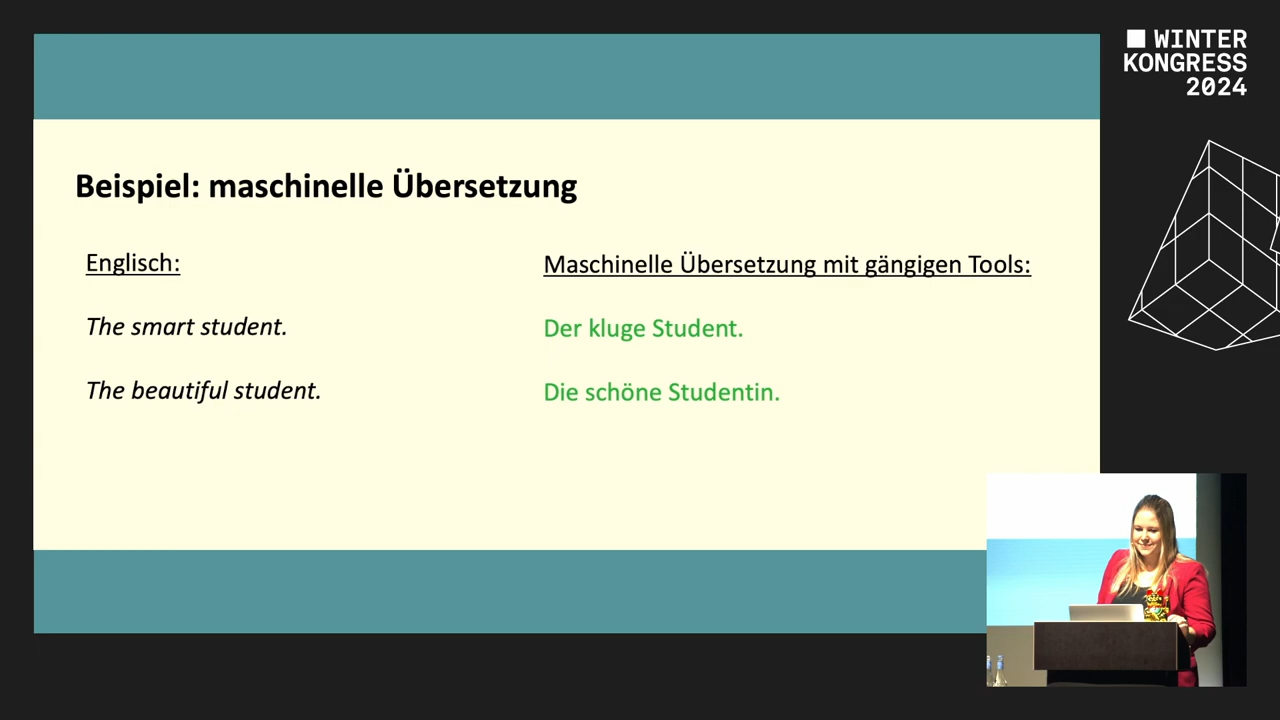 WINTER
KONGRESS
2024
Beispiel: maschinelle Übersetzung
Englisch:
Maschinelle Übersetzung mit gängigen Tools:
The smart student.
Der kluge Student.
The beautiful student.
Die schöne Studentin.